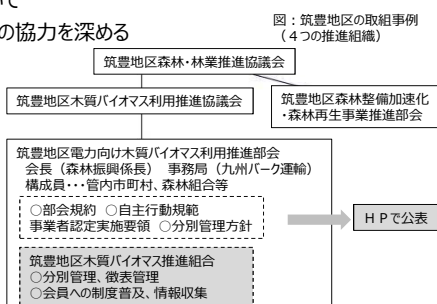 いて
の協力を深める
図：筑豊地区の取組事例
（４つの推進組織）
筑豊地区森林・林業推進協議会
筑豊地区木質バイオマス利用推進協議会
筑豊地区森林整備加速化
・森林再生事業推進部会
筑豊地区電力向け木質バイオマス利用推進部会
会長（森林振興係長）　事務局（九州バーク運輸）
構成員・・・管内市町村、森林組合等
○部会規約　○自主行動規範
事業者認定実施要領　○分別管理方針
ＨＰで公表
筑豊地区木質バイオマス推進組合
○分別管理、徴表管理
○会員への制度普及、情報収集